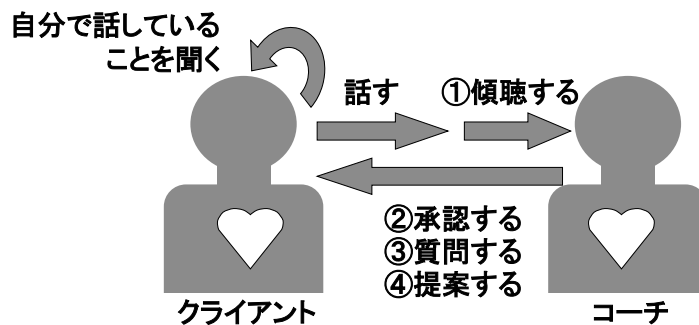 自分で話している
ことを聞く
話す
①傾聴する
②承認する
③質問する
④提案する
クライアント
コーチ